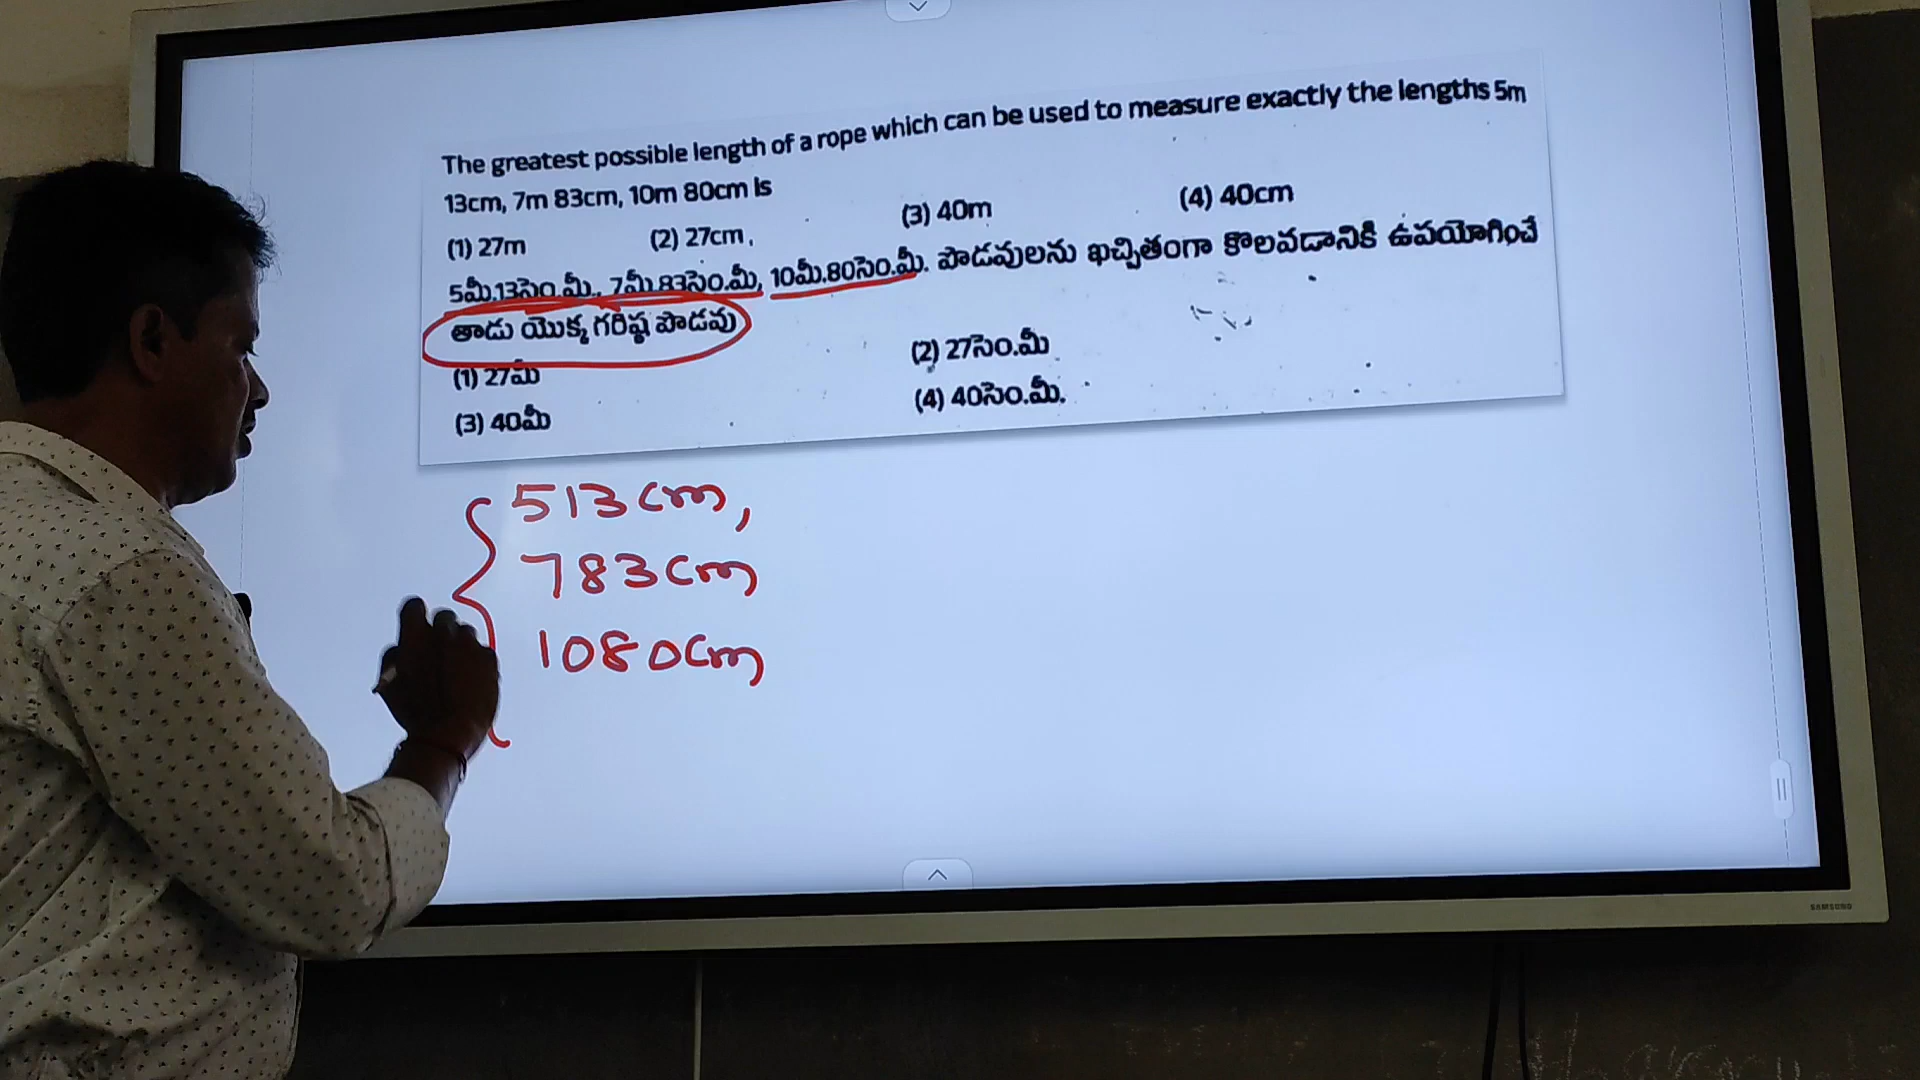 The greatest possible length of a rope which can be used to measure exactly the lengths 5m
13cm, 7m 83cm, 10m 80cm is
(1) 27m (2) 27cm, (3) 40m (4) 40cm
5మీ.13సెం.మీ., 7మీ.83సెం.మీ, 10మీ.80సెం.మీ. పొడవులను ఖచ్చితంగా కొలవడానికి ఉపయోగించే
తాడు యొక్క గరిష్ఠ పొడవు
(1) 27మీ (2) 27సెం.మీ
(3) 40మీ (4) 40సెం.మీ.
513cm,
783cm
1080cm
SAMSUNG